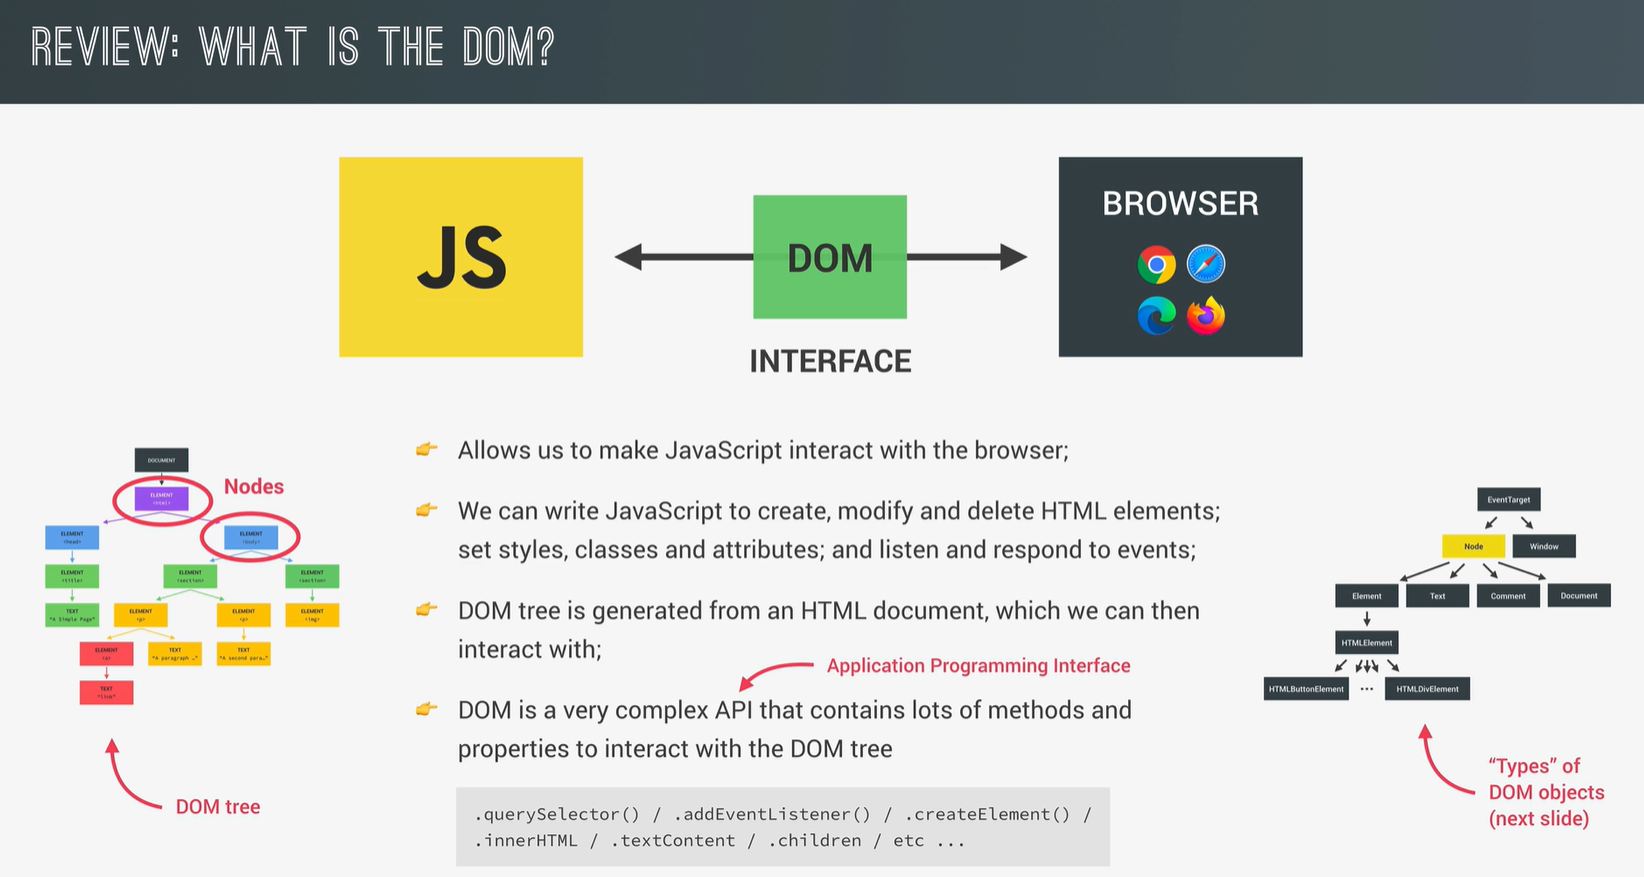 REVIEW: WHAT IS THE DOM?
JS
DOM
INTERFACE
BROWSER
Allows us to make JavaScript interact with the browser;
We can write JavaScript to create, modify and delete HTML elements;
set styles, classes and attributes; and listen and respond to events;
DOM tree is generated from an HTML document, which we can then
interact with;
Application Programming Interface
DOM is a very complex API that contains lots of methods and
properties to interact with the DOM tree
.querySelector() / .addEventListener() / .createElement() /
.innerHTML / .textContent / .children / etc ...
DOCUMENT
Nodes
ELEMENT
<html>
ELEMENT
<head>
ELEMENT
<body>
ELEMENT
<title>
ELEMENT
<section>
ELEMENT
<section>
TEXT
"A Simple Page"
ELEMENT
<p>
ELEMENT
<p>
ELEMENT
<img>
ELEMENT
<a>
TEXT
"A paragraph …"
TEXT
"A second para…"
TEXT
"link"
DOM tree
EventTarget
Node
Window
Element
Text
Comment
Document
HTMLElement
HTMLButtonElement
...
HTMLDivElement
“Types” of
DOM objects
(next slide)